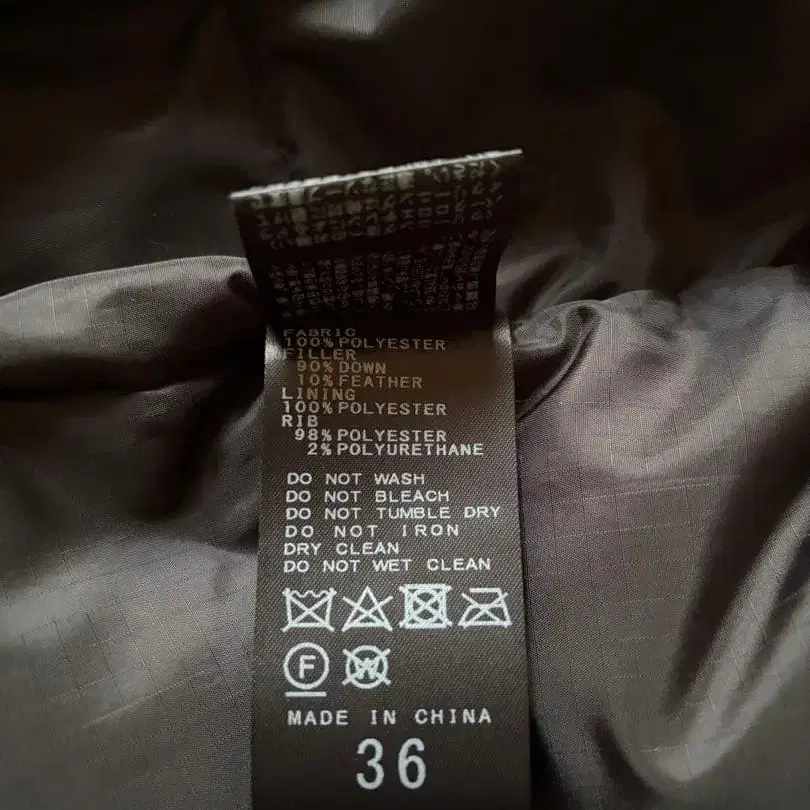 FABRIC
100% POLYESTER
FILLER
90% DOWN
10% FEATHER
LINING
100% POLYESTER
RIB
98% POLYESTER
2% POLYURETHANE
DO NOT WASH
DO NOT BLEACH
DO NOT TUMBLE DRY
DO NOT IRON
DRY CLEAN
DO NOT WET CLEAN
F W
MADE IN CHINA
36